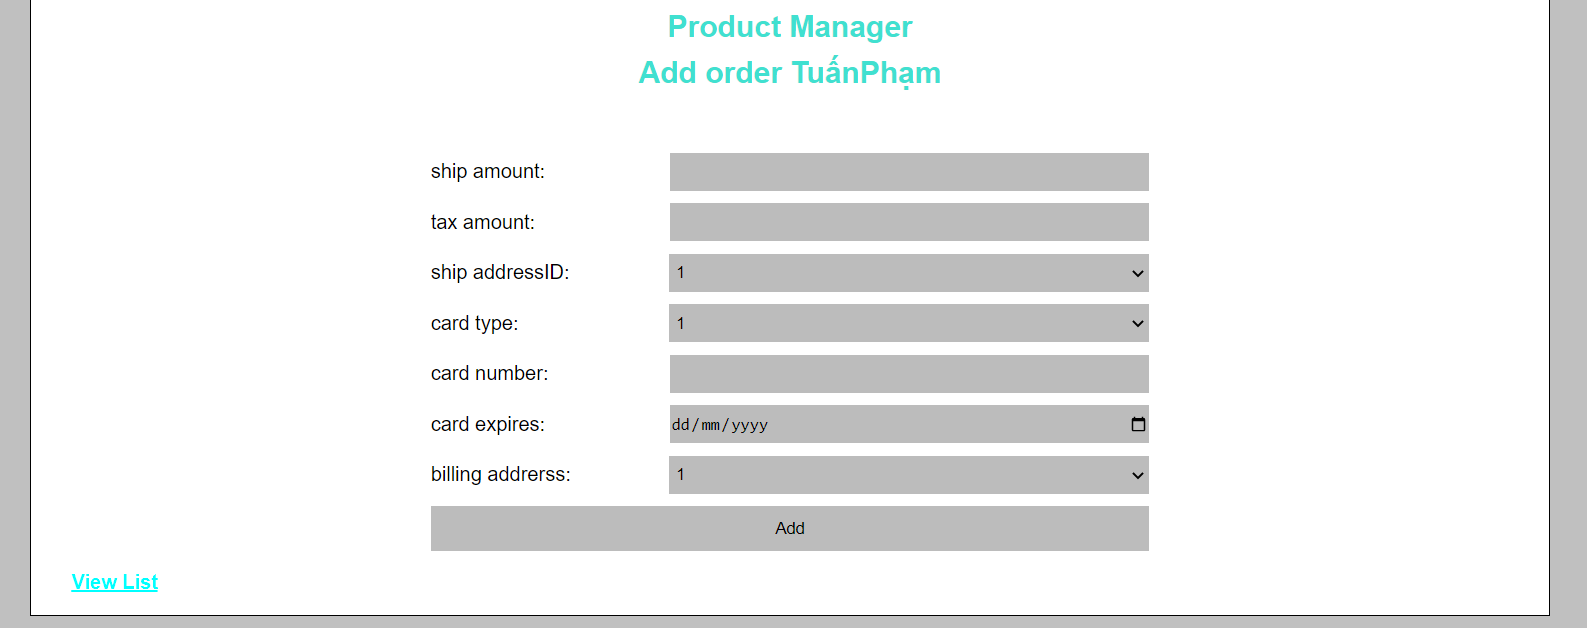 Product Manager
Add order TuấnPhạm
ship amount:
tax amount:
ship addressID: 1
card type: 1
card number:
card expires: dd/mm/yyyy
billing addrerss: 1
Add
View List